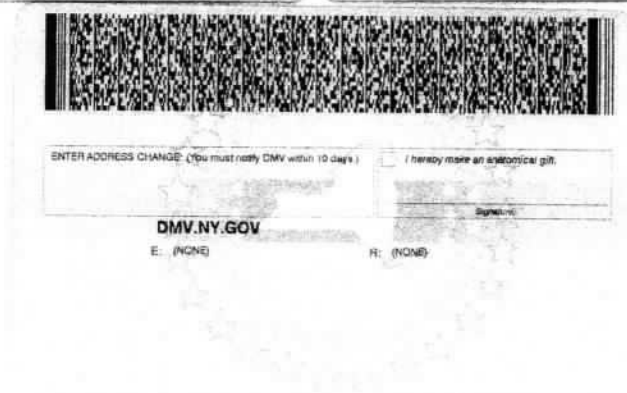 ENTER ADDRESS CHANGE: (You must notify DMV within 10 days.)
I hereby make an anatomical gift.
Signature
DMV.NY.GOV
E: (NONE)
R: (NONE)